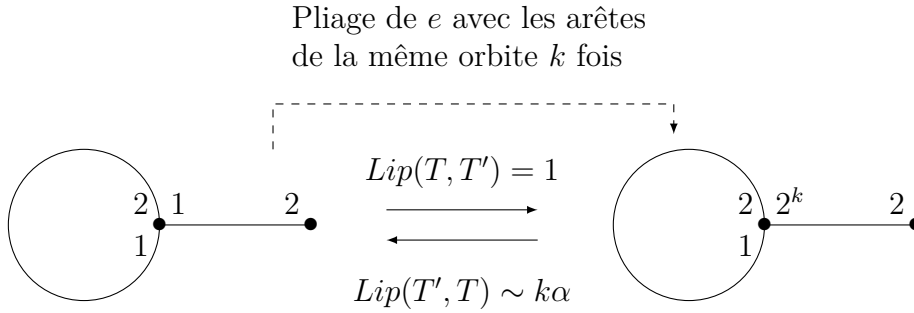 Pliage de e avec les arêtes
de la même orbite k fois
Lip(T, T′) = 1
2 1 2
1
2 2^k 2
1
Lip(T′, T) ∼ kα